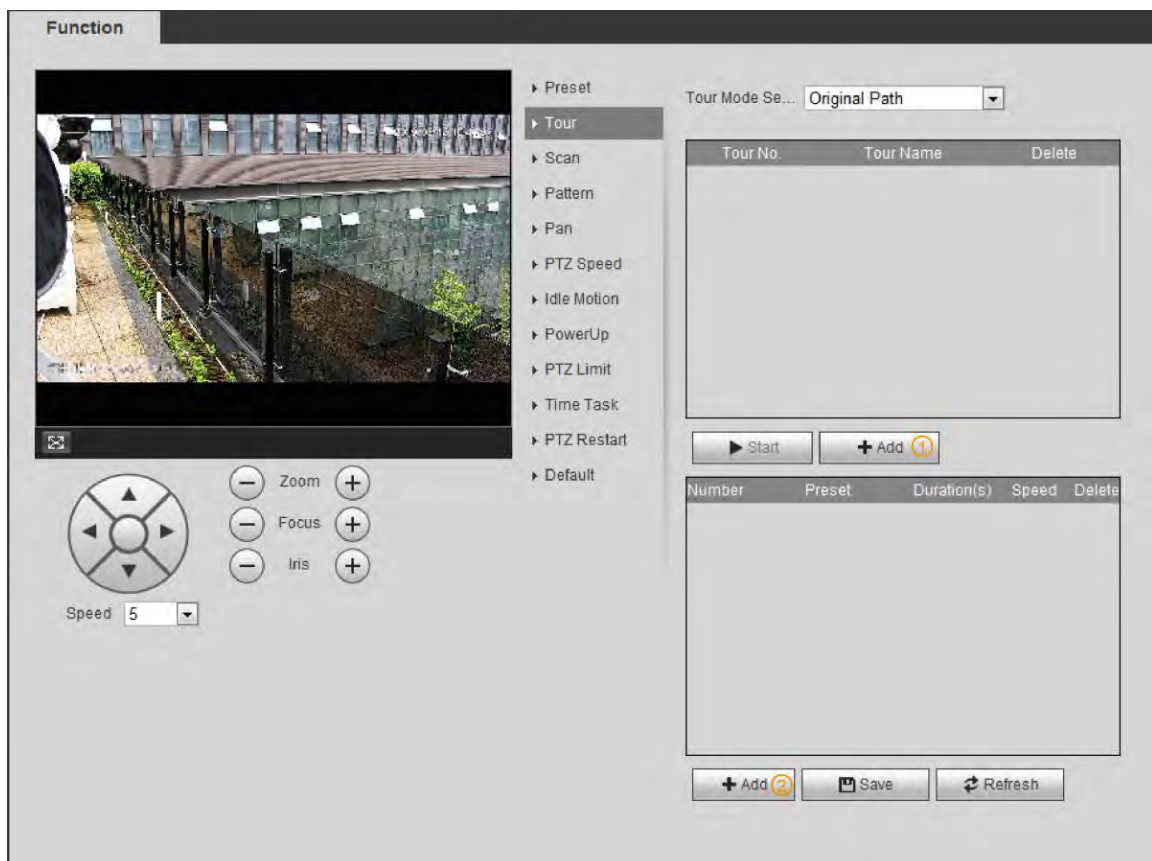 Function
Preset
Tour
Scan
Pattern
Pan
PTZ Speed
Idle Motion
PowerUp
PTZ Limit
Time Task
PTZ Restart
Default
Zoom
Focus
Iris
Speed 5
Tour Mode Se... Original Path
Tour No. Tour Name Delete
Start Add 1
Number Preset Duration(s) Speed Delete
Add 2 Save Refresh